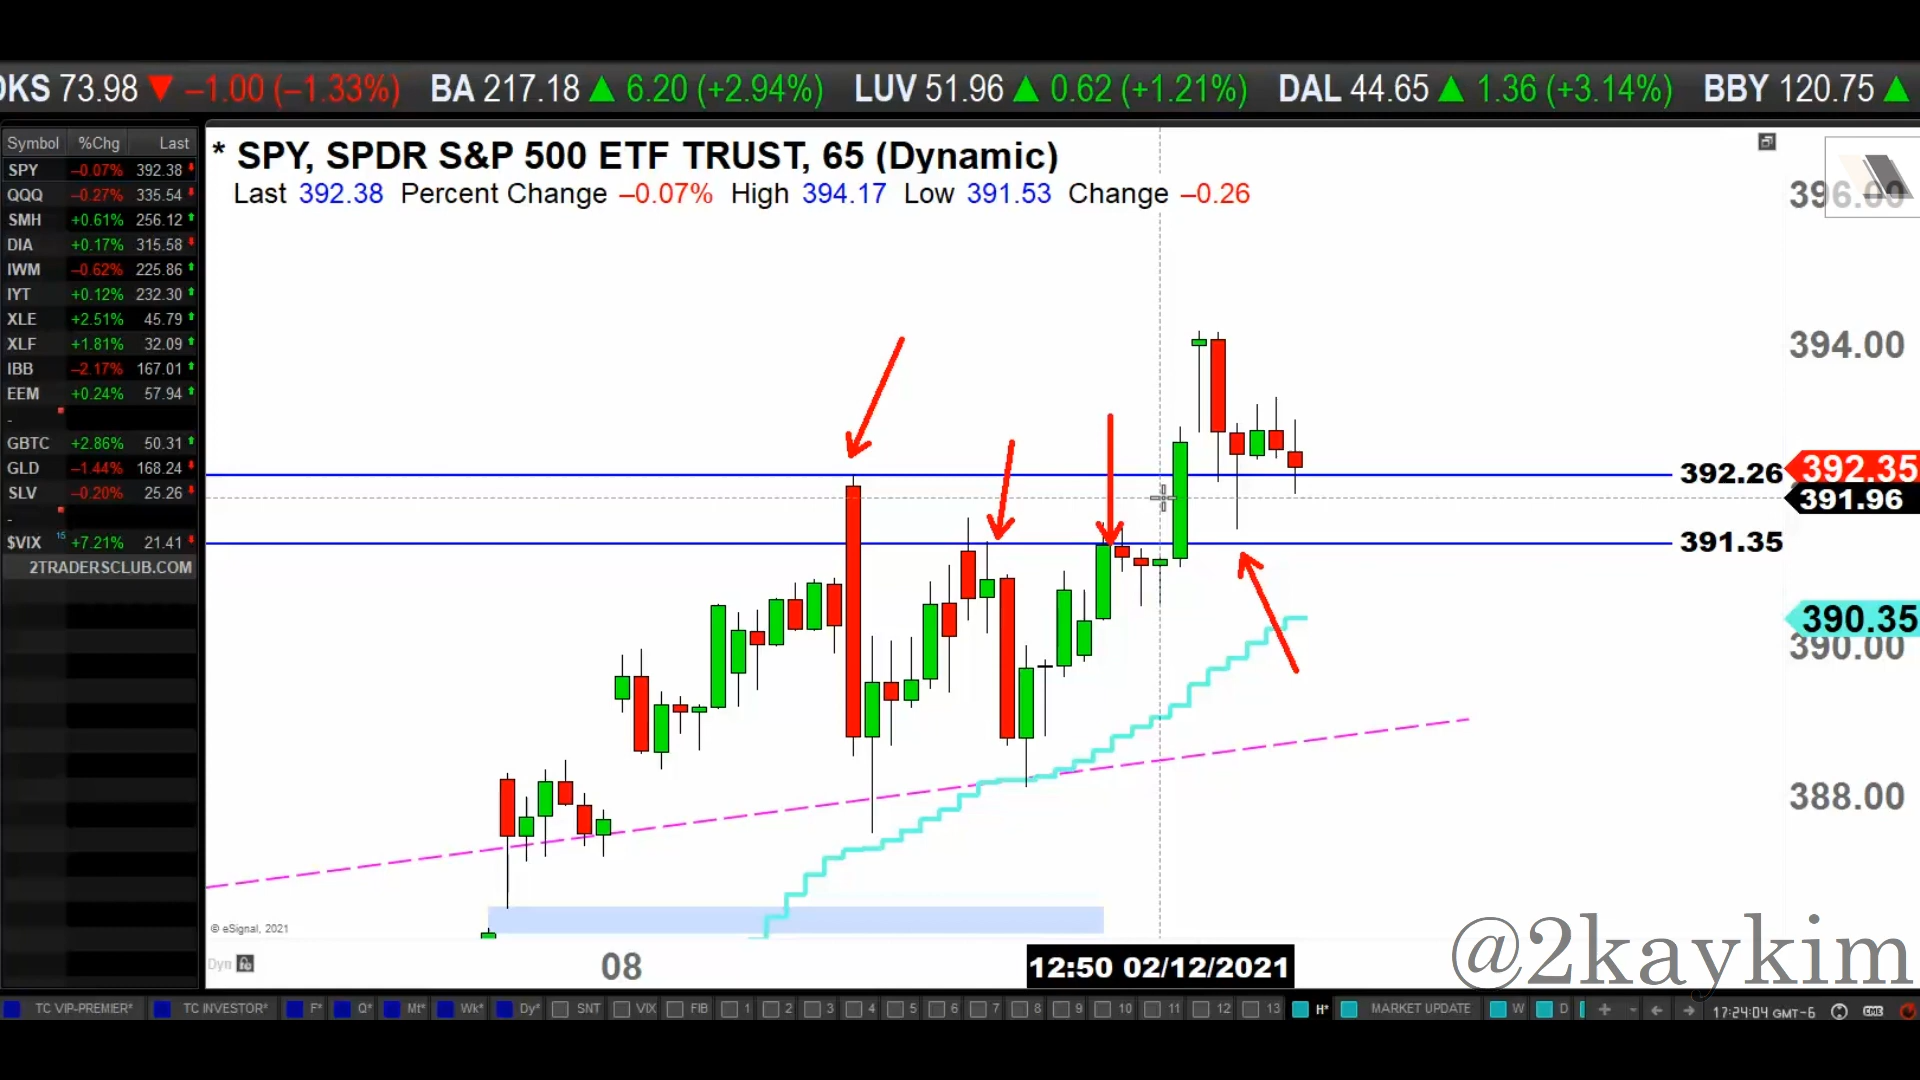 DKS 73.98 ▼ –1.00 (–1.33%) BA 217.18 ▲ 6.20 (+2.94%) LUV 51.96 ▲ 0.62 (+1.21%) DAL 44.65 ▲ 1.36 (+3.14%) BBY 120.75 ▲
Symbol %Chg Last
SPY –0.07% 392.38
QQQ –0.27% 335.54
SMH +0.61% 256.12
DIA +0.17% 315.58
IWM –0.62% 225.86
IYT +0.12% 232.30
XLE +2.51% 45.79
XLF +1.81% 32.09
IBB –2.17% 167.01
EEM +0.24% 57.94
-
GBTC +2.86% 50.31
GLD –1.44% 168.24
SLV –0.20% 25.26
-
$VIX 15 +7.21% 21.41
2TRADERSCLUB.COM
* SPY, SPDR S&P 500 ETF TRUST, 65 (Dynamic)
Last 392.38 Percent Change –0.07% High 394.17 Low 391.53 Change –0.26
396.00
394.00
392.26 392.35
391.96
391.35
390.35
390.00
388.00
© eSignal, 2021
@2kaykim
Dyn 08 12:50 02/12/2021
TC VIP-PREMIER* TC INVESTOR* F* Q* Mt* Wk* Dy* SNT VIX FIB 1 2 3 4 5 6 7 8 9 10 11 12 13 H* MARKET UPDATE W D 17:24:04 GMT-6 CME